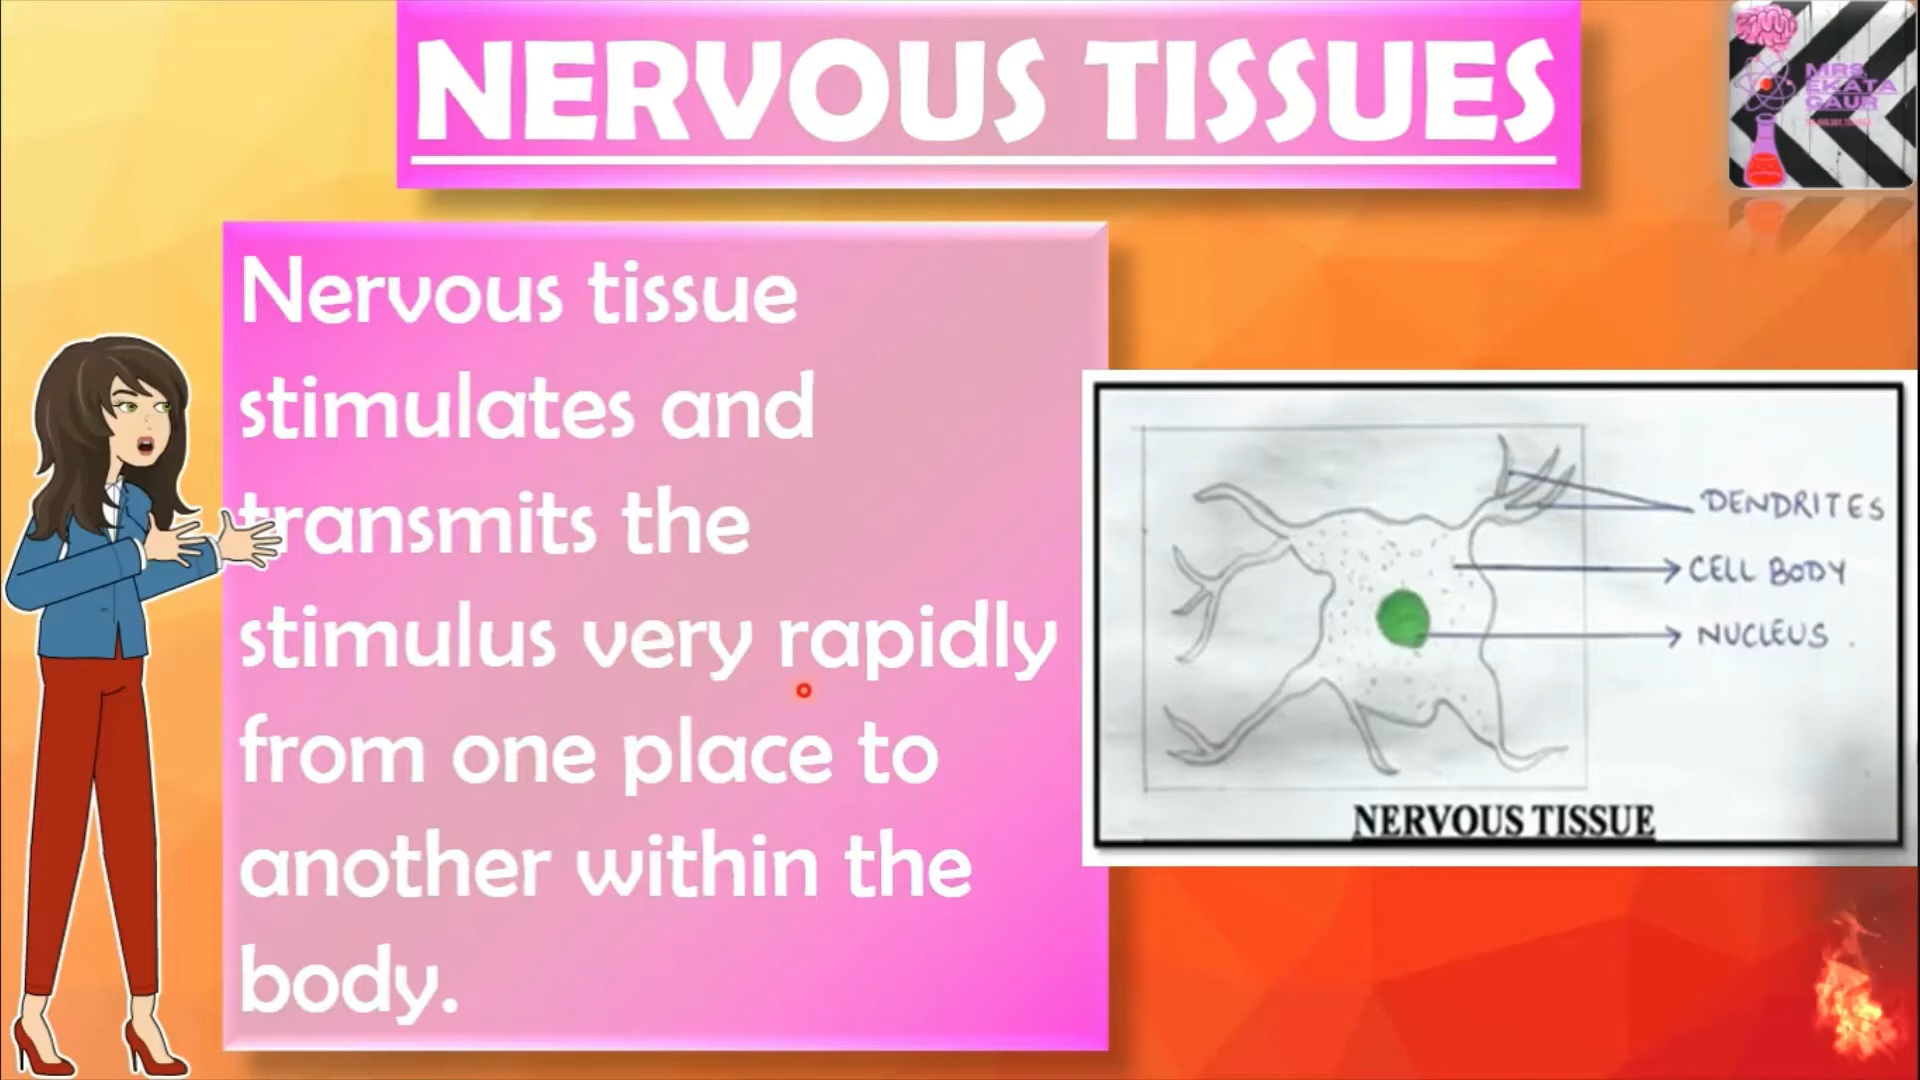 NERVOUS TISSUES
MRS.
EKATA
GAUR
Nervous tissue
stimulates and
transmits the
stimulus very rapidly
from one place to
another within the
body.
DENDRITES
CELL BODY
NUCLEUS.
NERVOUS TISSUE